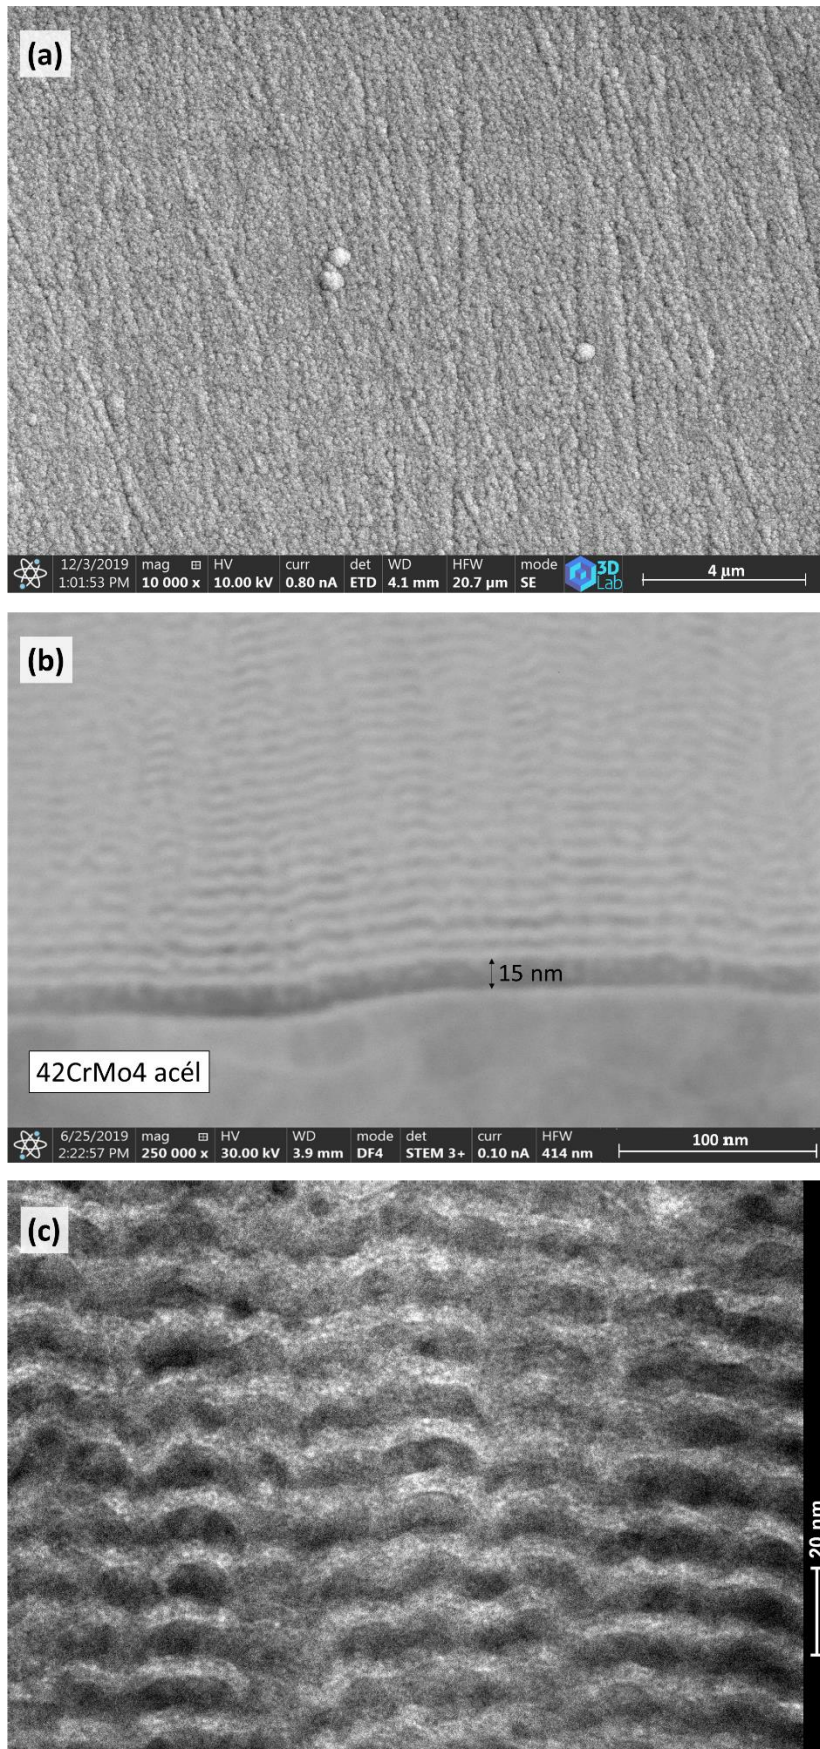 (a)
12/3/2019 mag HV curr det WD HFW mode 3D 4 µm
1:01:53 PM 10 000 x 10.00 kV 0.80 nA ETD 4.1 mm 20.7 µm SE Lab
(b)
15 nm
42CrMo4 acél
6/25/2019 mag HV WD mode det curr HFW 100 nm
2:22:57 PM 250 000 x 30.00 kV 3.9 mm DF4 STEM 3+ 0.10 nA 414 nm
(c)
20 nm